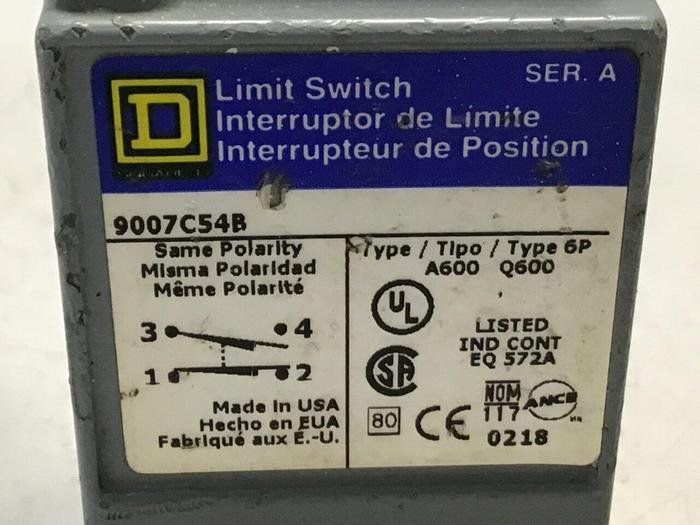 SER. A
D
Limit Switch
Interruptor de Límite
Interrupteur de Position
9007C54B
Same Polarity
Misma Polaridad
Même Polarité
3 4
1 2
Made in USA
Hecho en EUA
Fabriqué aux E.-U.
Type / Tipo / Type 6P
A600 Q600
UL
LISTED
IND CONT
EQ 572A
SA
80
CE
NOM
117
ANCE
0218